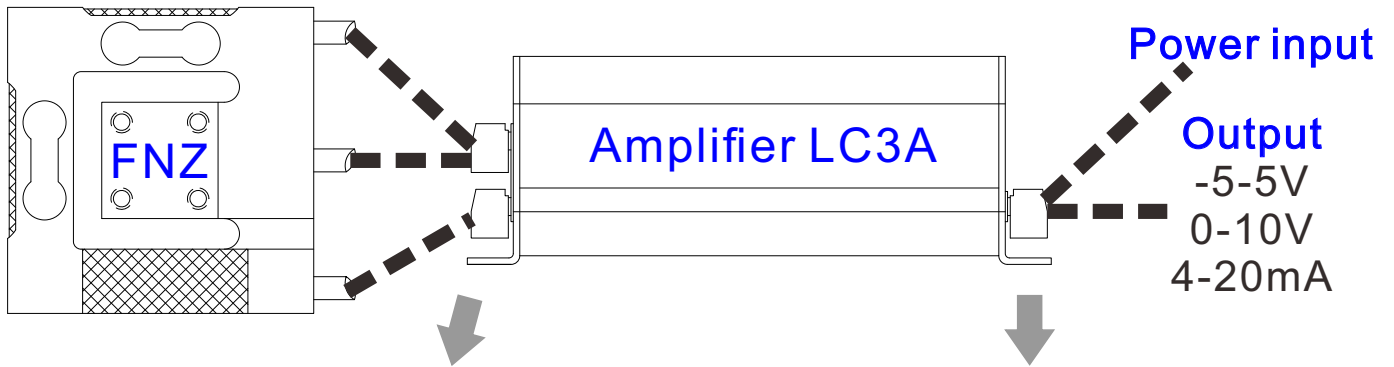 FNZ
Amplifier LC3A
Power input
Output
-5-5V
0-10V
4-20mA